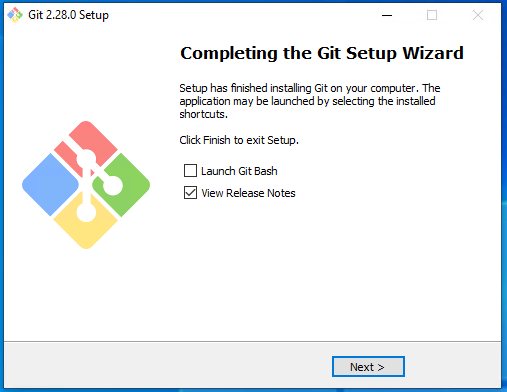 Git 2.28.0 Setup
Completing the Git Setup Wizard
Setup has finished installing Git on your computer. The
application may be launched by selecting the installed
shortcuts.
Click Finish to exit Setup.
Launch Git Bash
View Release Notes
Next >